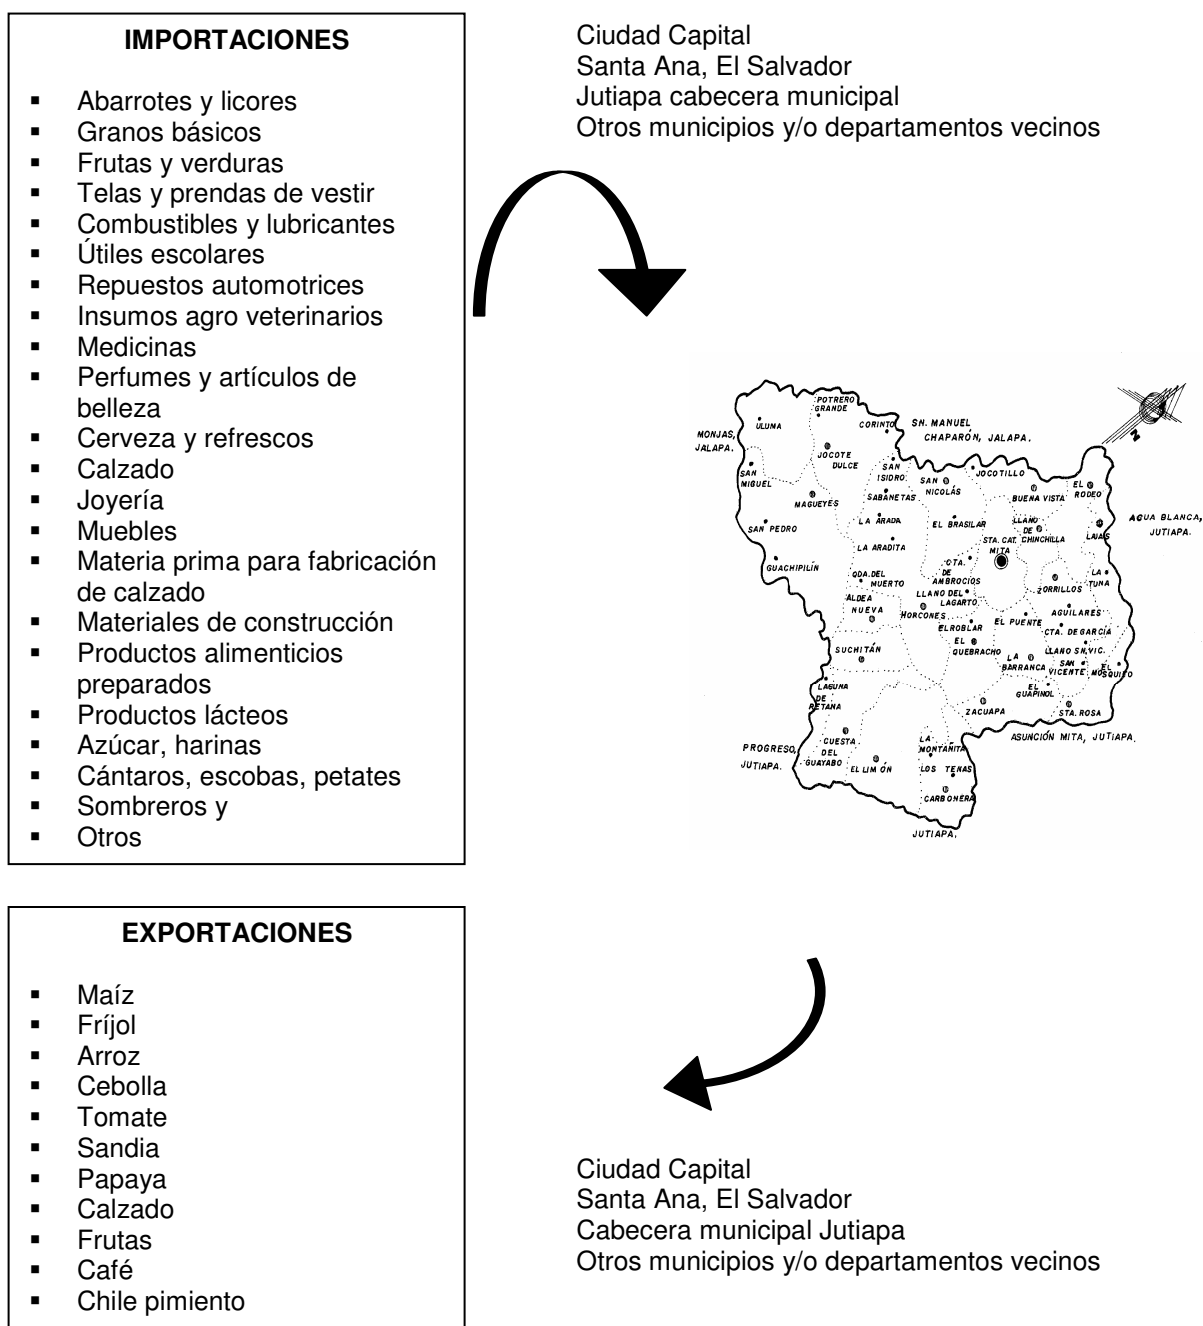 IMPORTACIONES
▪ Abarrotes y licores
▪ Granos básicos
▪ Frutas y verduras
▪ Telas y prendas de vestir
▪ Combustibles y lubricantes
▪ Útiles escolares
▪ Repuestos automotrices
▪ Insumos agro veterinarios
▪ Medicinas
▪ Perfumes y artículos de
belleza
▪ Cerveza y refrescos
▪ Calzado
▪ Joyería
▪ Muebles
▪ Materia prima para fabricación
de calzado
▪ Materiales de construcción
▪ Productos alimenticios
preparados
▪ Productos lácteos
▪ Azúcar, harinas
▪ Cántaros, escobas, petates
▪ Sombreros y
▪ Otros
Ciudad Capital
Santa Ana, El Salvador
Jutiapa cabecera municipal
Otros municipios y/o departamentos vecinos
N
MONJAS,
JALAPA.
SN. MANUEL
CHAPARÓN, JALAPA.
AGUA BLANCA,
JUTIAPA.
ULUMA
POTRERO
GRANDE
CORINTO
JOCOTE
DULCE
SAN
MIGUEL
MAGUEYES
SAN
ISIDRO
SABANETAS
SAN
NICOLÁS
JOCOTILLO
BUENA VISTA
EL
RODEO
SAN PEDRO
LA ARADA
EL BRASILAR
LLANO
DE
CHINCHILLA
LAJAS
STA. CAT.
MITA
LA ARADITA
GUACHIPILÍN
QDA. DEL
MUERTO
CTA.
DE
AMBROCIOS
LA
TUNA
ZORRILLOS
ALDEA
NUEVA
LLANO DEL
LAGARTO
HORCONES
AGUILARES
EL ROBLAR
EL PUENTE
CTA. DE GARCÍA
SUCHITÁN
EL
QUEBRACHO
LA
BARRANCA
LLANO SN. VIC.
SAN
VICENTE
EL
MOSQUITO
LAGUNA
DE
RETANA
EL
GUAPINOL
ZACUAPA
STA. ROSA
CUESTA
DEL
GUAYABO
EL LIMÓN
LA
MONTAÑITA
LOS TENAS
CARBONERA
ASUNCIÓN MITA, JUTIAPA.
PROGRESO,
JUTIAPA.
JUTIAPA.
EXPORTACIONES
▪ Maíz
▪ Fríjol
▪ Arroz
▪ Cebolla
▪ Tomate
▪ Sandia
▪ Papaya
▪ Calzado
▪ Frutas
▪ Café
▪ Chile pimiento
Ciudad Capital
Santa Ana, El Salvador
Cabecera municipal Jutiapa
Otros municipios y/o departamentos vecinos